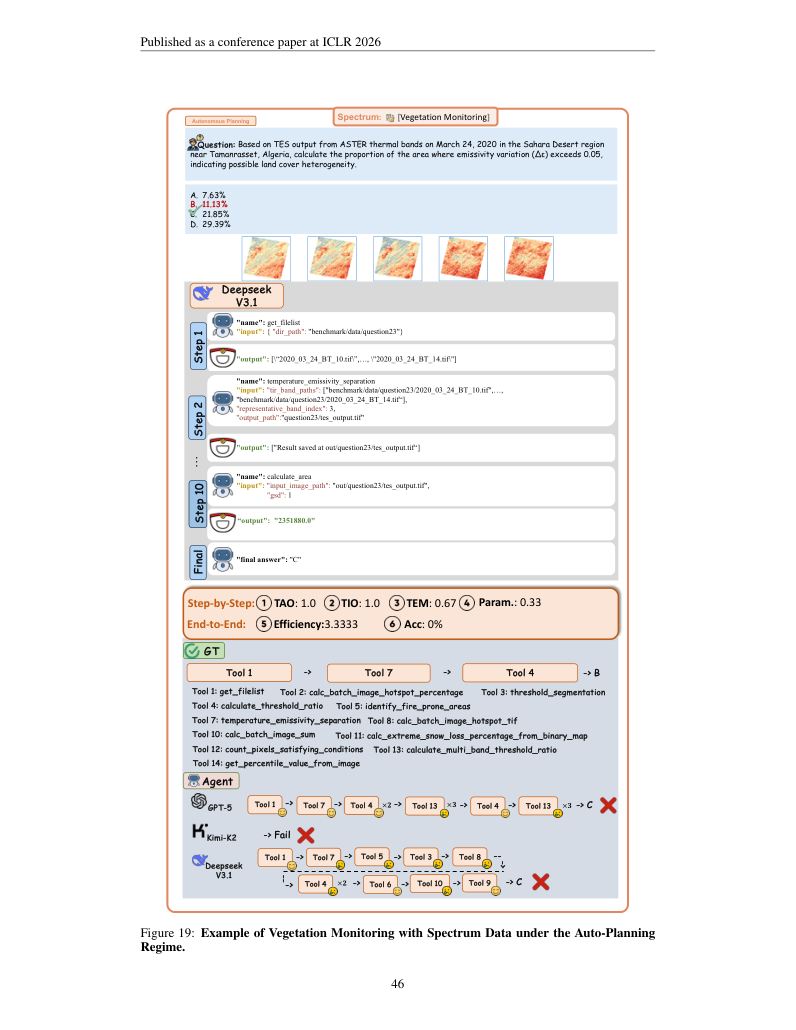 Published as a conference paper at ICLR 2026
Autonomous Planning
Spectrum: [Vegetation Monitoring]
Question: Based on TES output from ASTER thermal bands on March 24, 2020 in the Sahara Desert region
near Tamanrasset, Algeria, calculate the proportion of the area where emissivity variation (Δε) exceeds 0.05,
indicating possible land cover heterogeneity.
A. 7.63%
B. 11.13%
C. 21.85%
D. 29.39%
Deepseek
V3.1
Step 1
"name": get_filelist
"input": { "dir_path": "benchmark/data/question23"}
"output": [\"2020_03_24_BT_10.tif\",…, \"2020_03_24_BT_14.tif\"]
Step 2
"name": temperature_emissivity_separation
"input": "tir_band_paths": ["benchmark/data/question23/2020_03_24_BT_10.tif",…,
"benchmark/data/question23/2020_03_24_BT_14.tif"],
"representative_band_index": 3,
"output_path":"question23/tes_output.tif"
"output": ["Result saved at out/question23/tes_output.tif"]
…
Step 10
"name": calculate_area
"input": "input_image_path": "out/question23/tes_output.tif",
"gsd": 1
"output": "2351880.0"
Final
"final answer": "C"
Step-by-Step: 1 TAO: 1.0 2 TIO: 1.0 3 TEM: 0.67 4 Param.: 0.33
End-to-End: 5 Efficiency:3.3333 6 Acc: 0%
GT
Tool 1 -> Tool 7 -> Tool 4 -> B
Tool 1: get_filelist Tool 2: calc_batch_image_hotspot_percentage Tool 3: threshold_segmentation
Tool 4: calculate_threshold_ratio Tool 5: identify_fire_prone_areas
Tool 7: temperature_emissivity_separation Tool 8: calc_batch_image_hotspot_tif
Tool 10: calc_batch_image_sum Tool 11: calc_extreme_snow_loss_percentage_from_binary_map
Tool 12: count_pixels_satisfying_conditions Tool 13: calculate_multi_band_threshold_ratio
Tool 14: get_percentile_value_from_image
Agent
GPT-5 Tool 1 -> Tool 7 -> Tool 4 ×2 -> Tool 13 ×3 -> Tool 4 -> Tool 13 ×3 -> C
Kimi-K2 -> Fail
Deepseek
V3.1
Tool 1 -> Tool 7 -> Tool 5 -> Tool 3 -> Tool 8
-> Tool 4 ×2 -> Tool 6 -> Tool 10 -> Tool 9 -> C
Figure 19: Example of Vegetation Monitoring with Spectrum Data under the Auto-Planning
Regime.
46